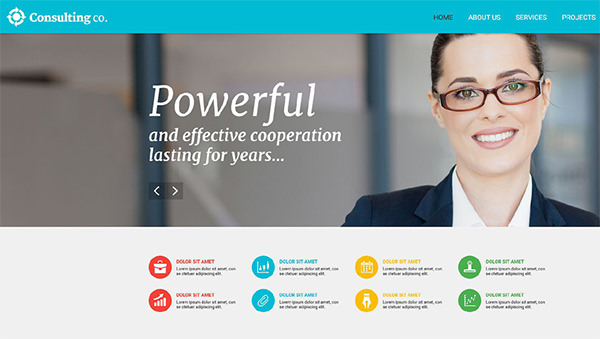 Consulting co.
HOME ABOUT US SERVICES PROJECTS
Powerful
and effective cooperation
lasting for years...
DOLOR SIT AMET
Lorem ipsum dolor sit amet, con
se ctetuer adipiscing elit.
DOLOR SIT AMET
Lorem ipsum dolor sit amet, con
se ctetuer adipiscing elit.
DOLOR SIT AMET
Lorem ipsum dolor sit amet, con
se ctetuer adipiscing elit.
DOLOR SIT AMET
Lorem ipsum dolor sit amet, con
se ctetuer adipiscing elit.
DOLOR SIT AMET
Lorem ipsum dolor sit amet, con
se ctetuer adipiscing elit.
DOLOR SIT AMET
Lorem ipsum dolor sit amet, con
se ctetuer adipiscing elit.
DOLOR SIT AMET
Lorem ipsum dolor sit amet, con
se ctetuer adipiscing elit.
DOLOR SIT AMET
Lorem ipsum dolor sit amet, con
se ctetuer adipiscing elit.